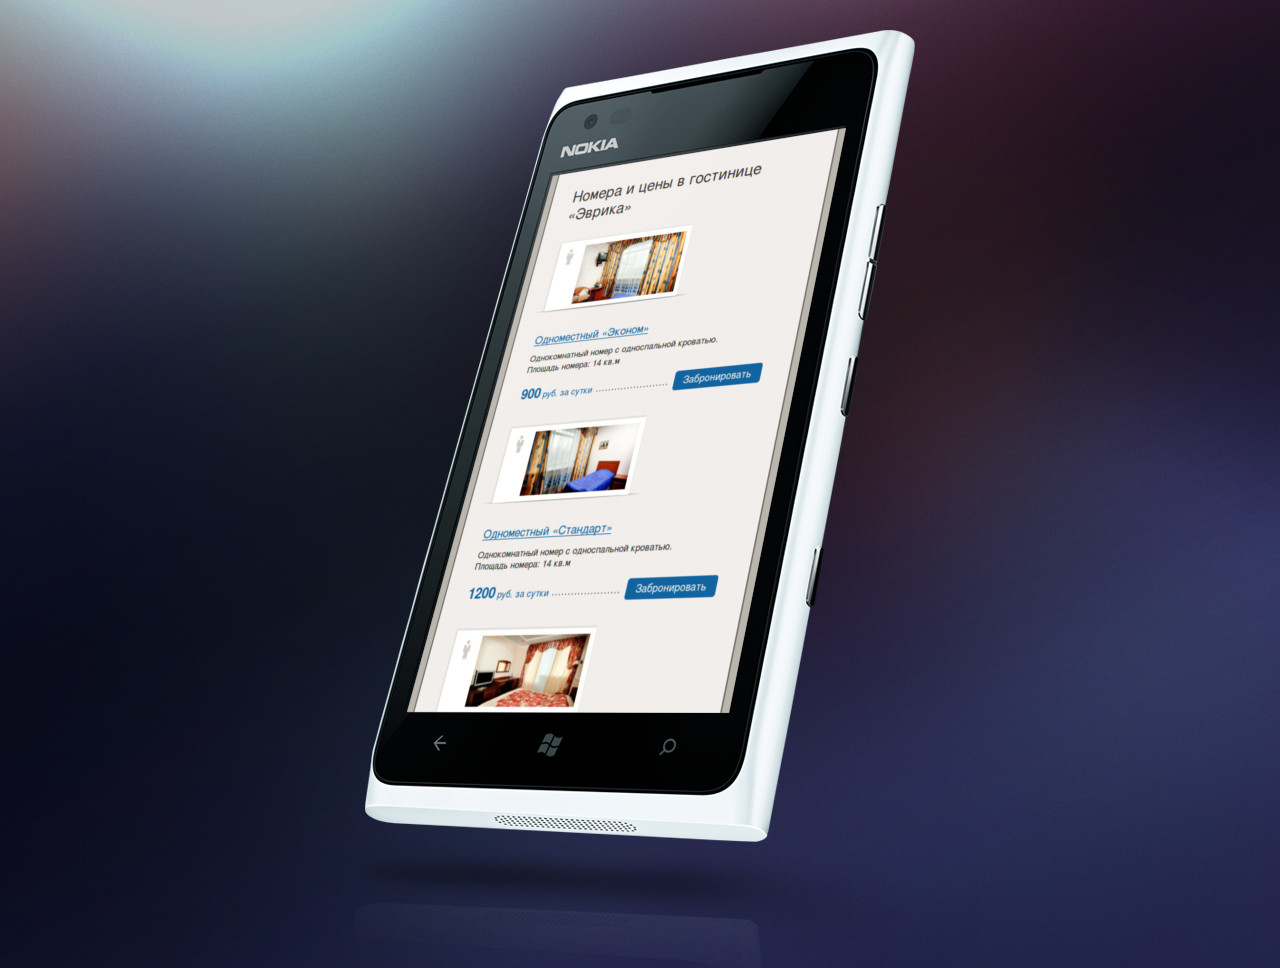 NOKIA
Номера и цены в гостинице
«Эврика»
Одноместный «Эконом»
Однокомнатный номер с односпальной кроватью.
Площадь номера: 14 кв.м
900 руб. за сутки
Забронировать
Одноместный «Стандарт»
Однокомнатный номер с односпальной кроватью.
Площадь номера: 14 кв.м
1200 руб. за сутки
Забронировать